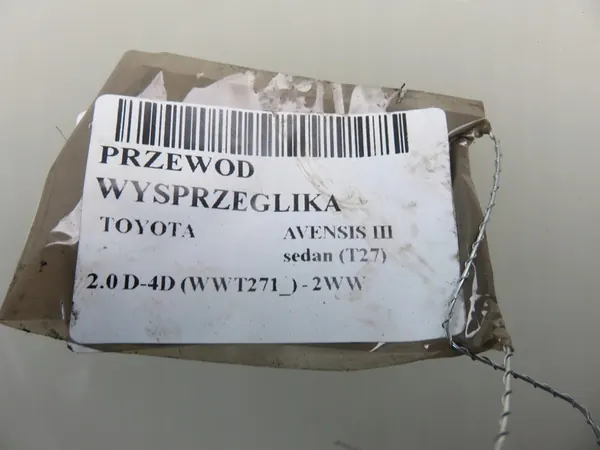 PRZEWOD
WYSPRZEGLIKA
TOYOTA AVENSIS III
sedan (T27)
2.0 D-4D (WWT271_) - 2WW